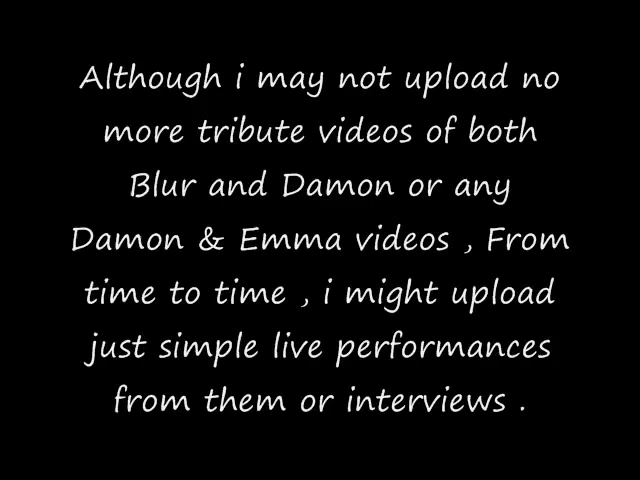 Although i may not upload no
more tribute videos of both
Blur and Damon or any
Damon & Emma videos , From
time to time , i might upload
just simple live performances
from them or interviews .